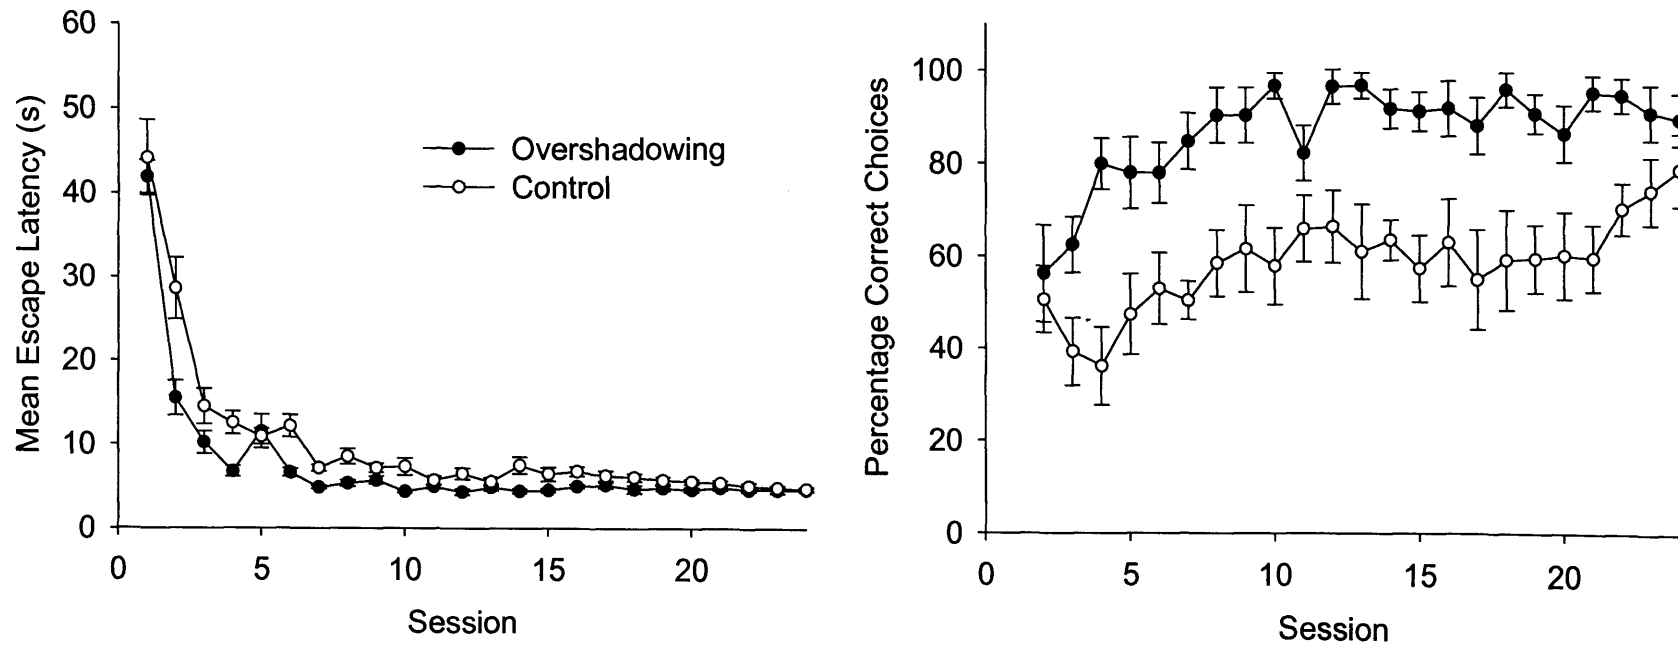 60
50
40
30
20
10
0
Mean Escape Latency (s)
Overshadowing
Control
0 5 10 15 20
Session
100
80
60
40
20
0
Percentage Correct Choices
0 5 10 15 20
Session